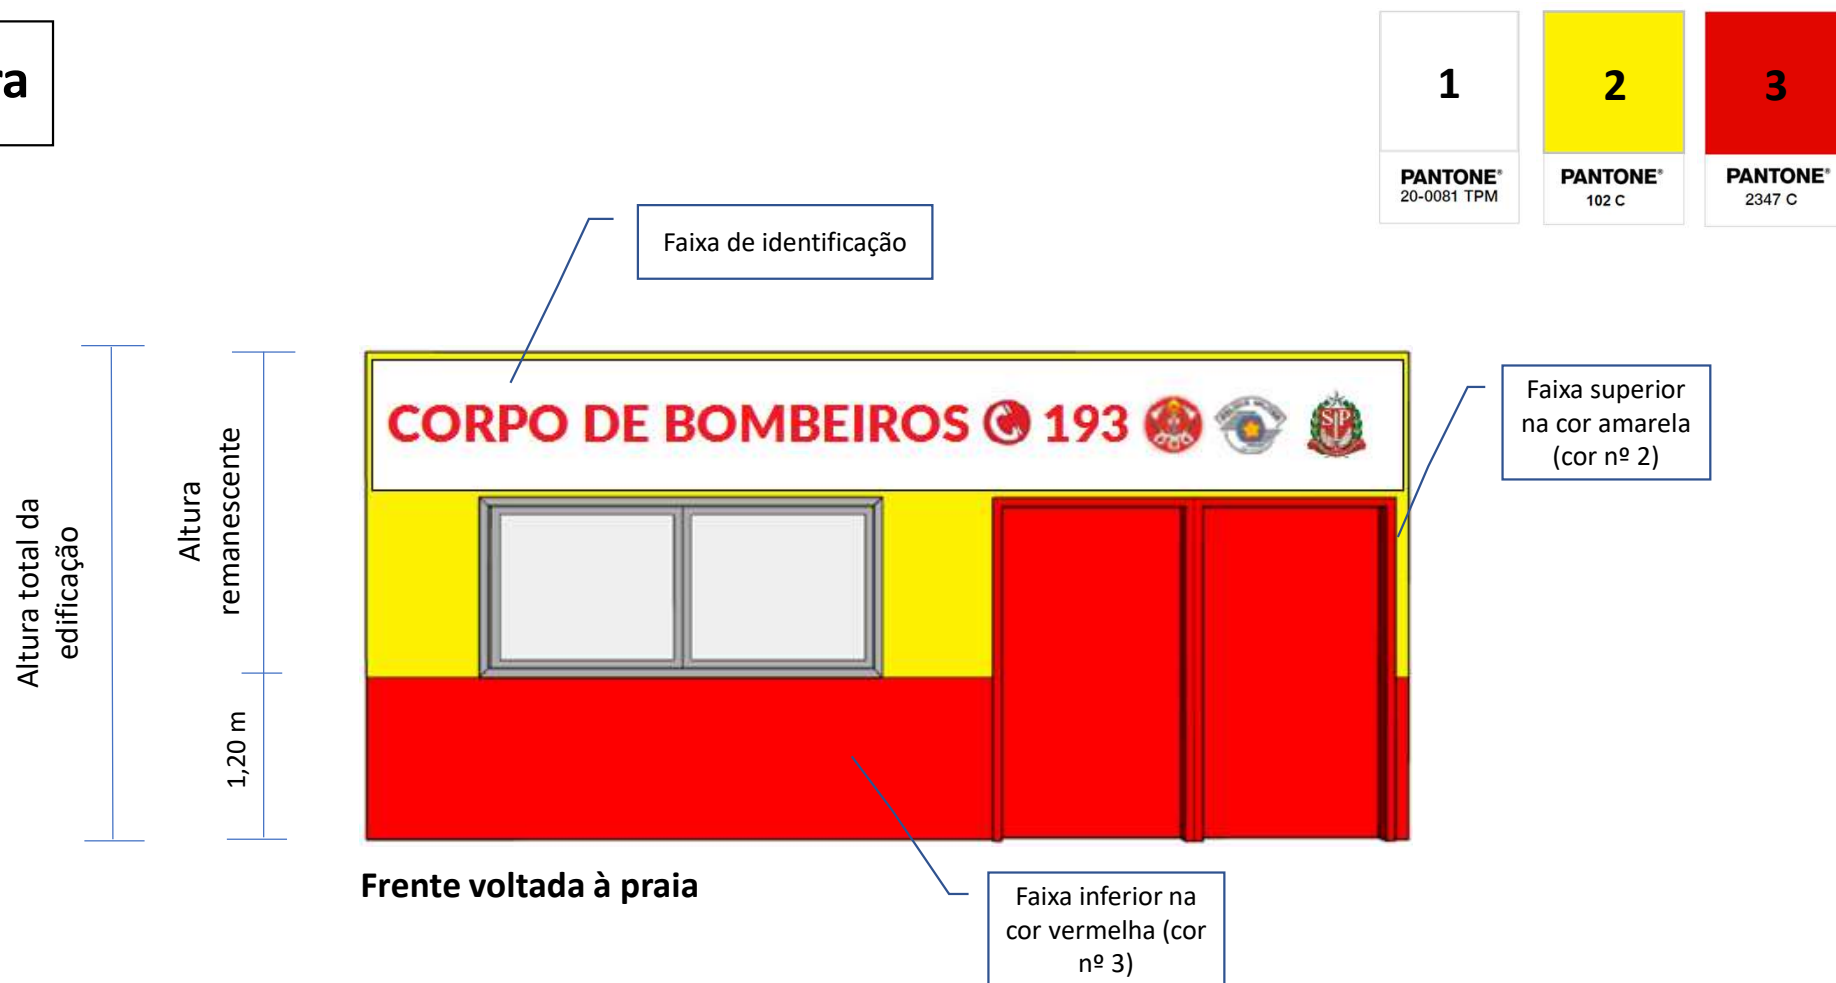 ra
1
2
3
PANTONE®
20-0081 TPM
PANTONE®
102 C
PANTONE®
2347 C
Faixa de identificação
CORPO DE BOMBEIROS 193
SP
Faixa superior
na cor amarela
(cor nº 2)
Altura total da
edificação
Altura
remanescente
1,20 m
Frente voltada à praia
Faixa inferior na
cor vermelha (cor
nº 3)